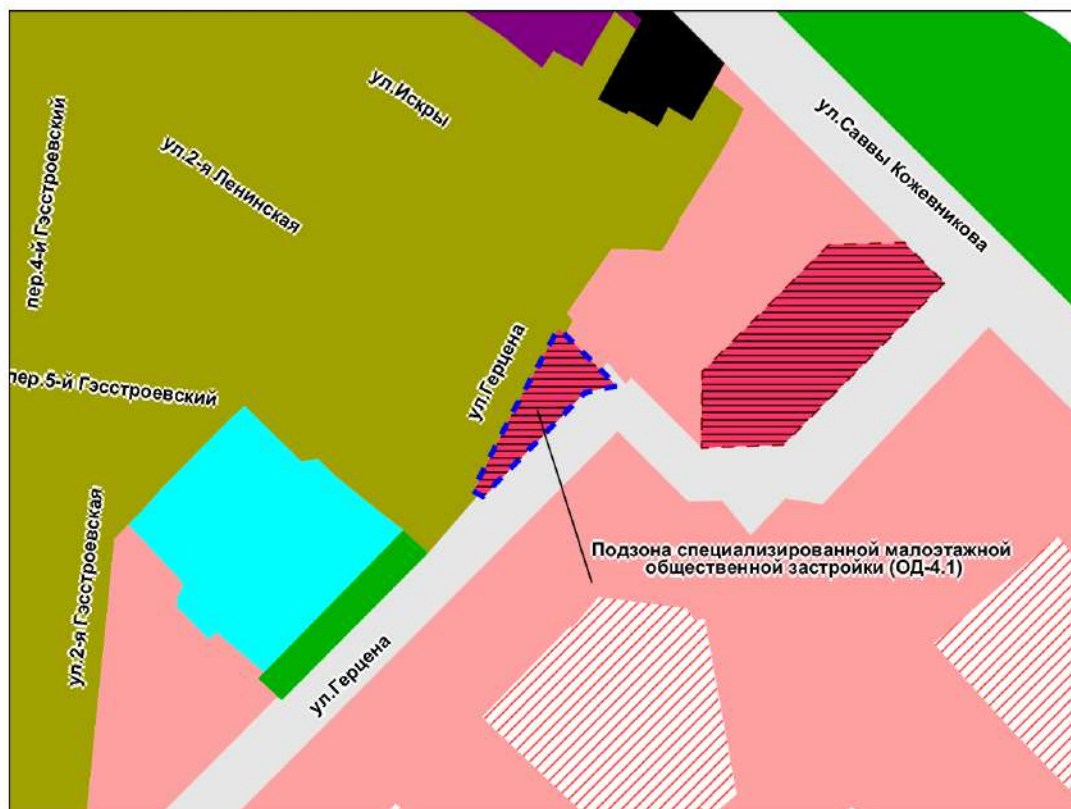 ул.Искры
пер.4-й Гэсстроевский
ул.2-я Ленинская
ул.Саввы Кожевникова
ул.Герцена
пер.5-й Гэсстроевский
ул.2-я Гэсстроевская
Подзона специализированной малоэтажной
общественной застройки (ОД-4.1)
ул.Герцена